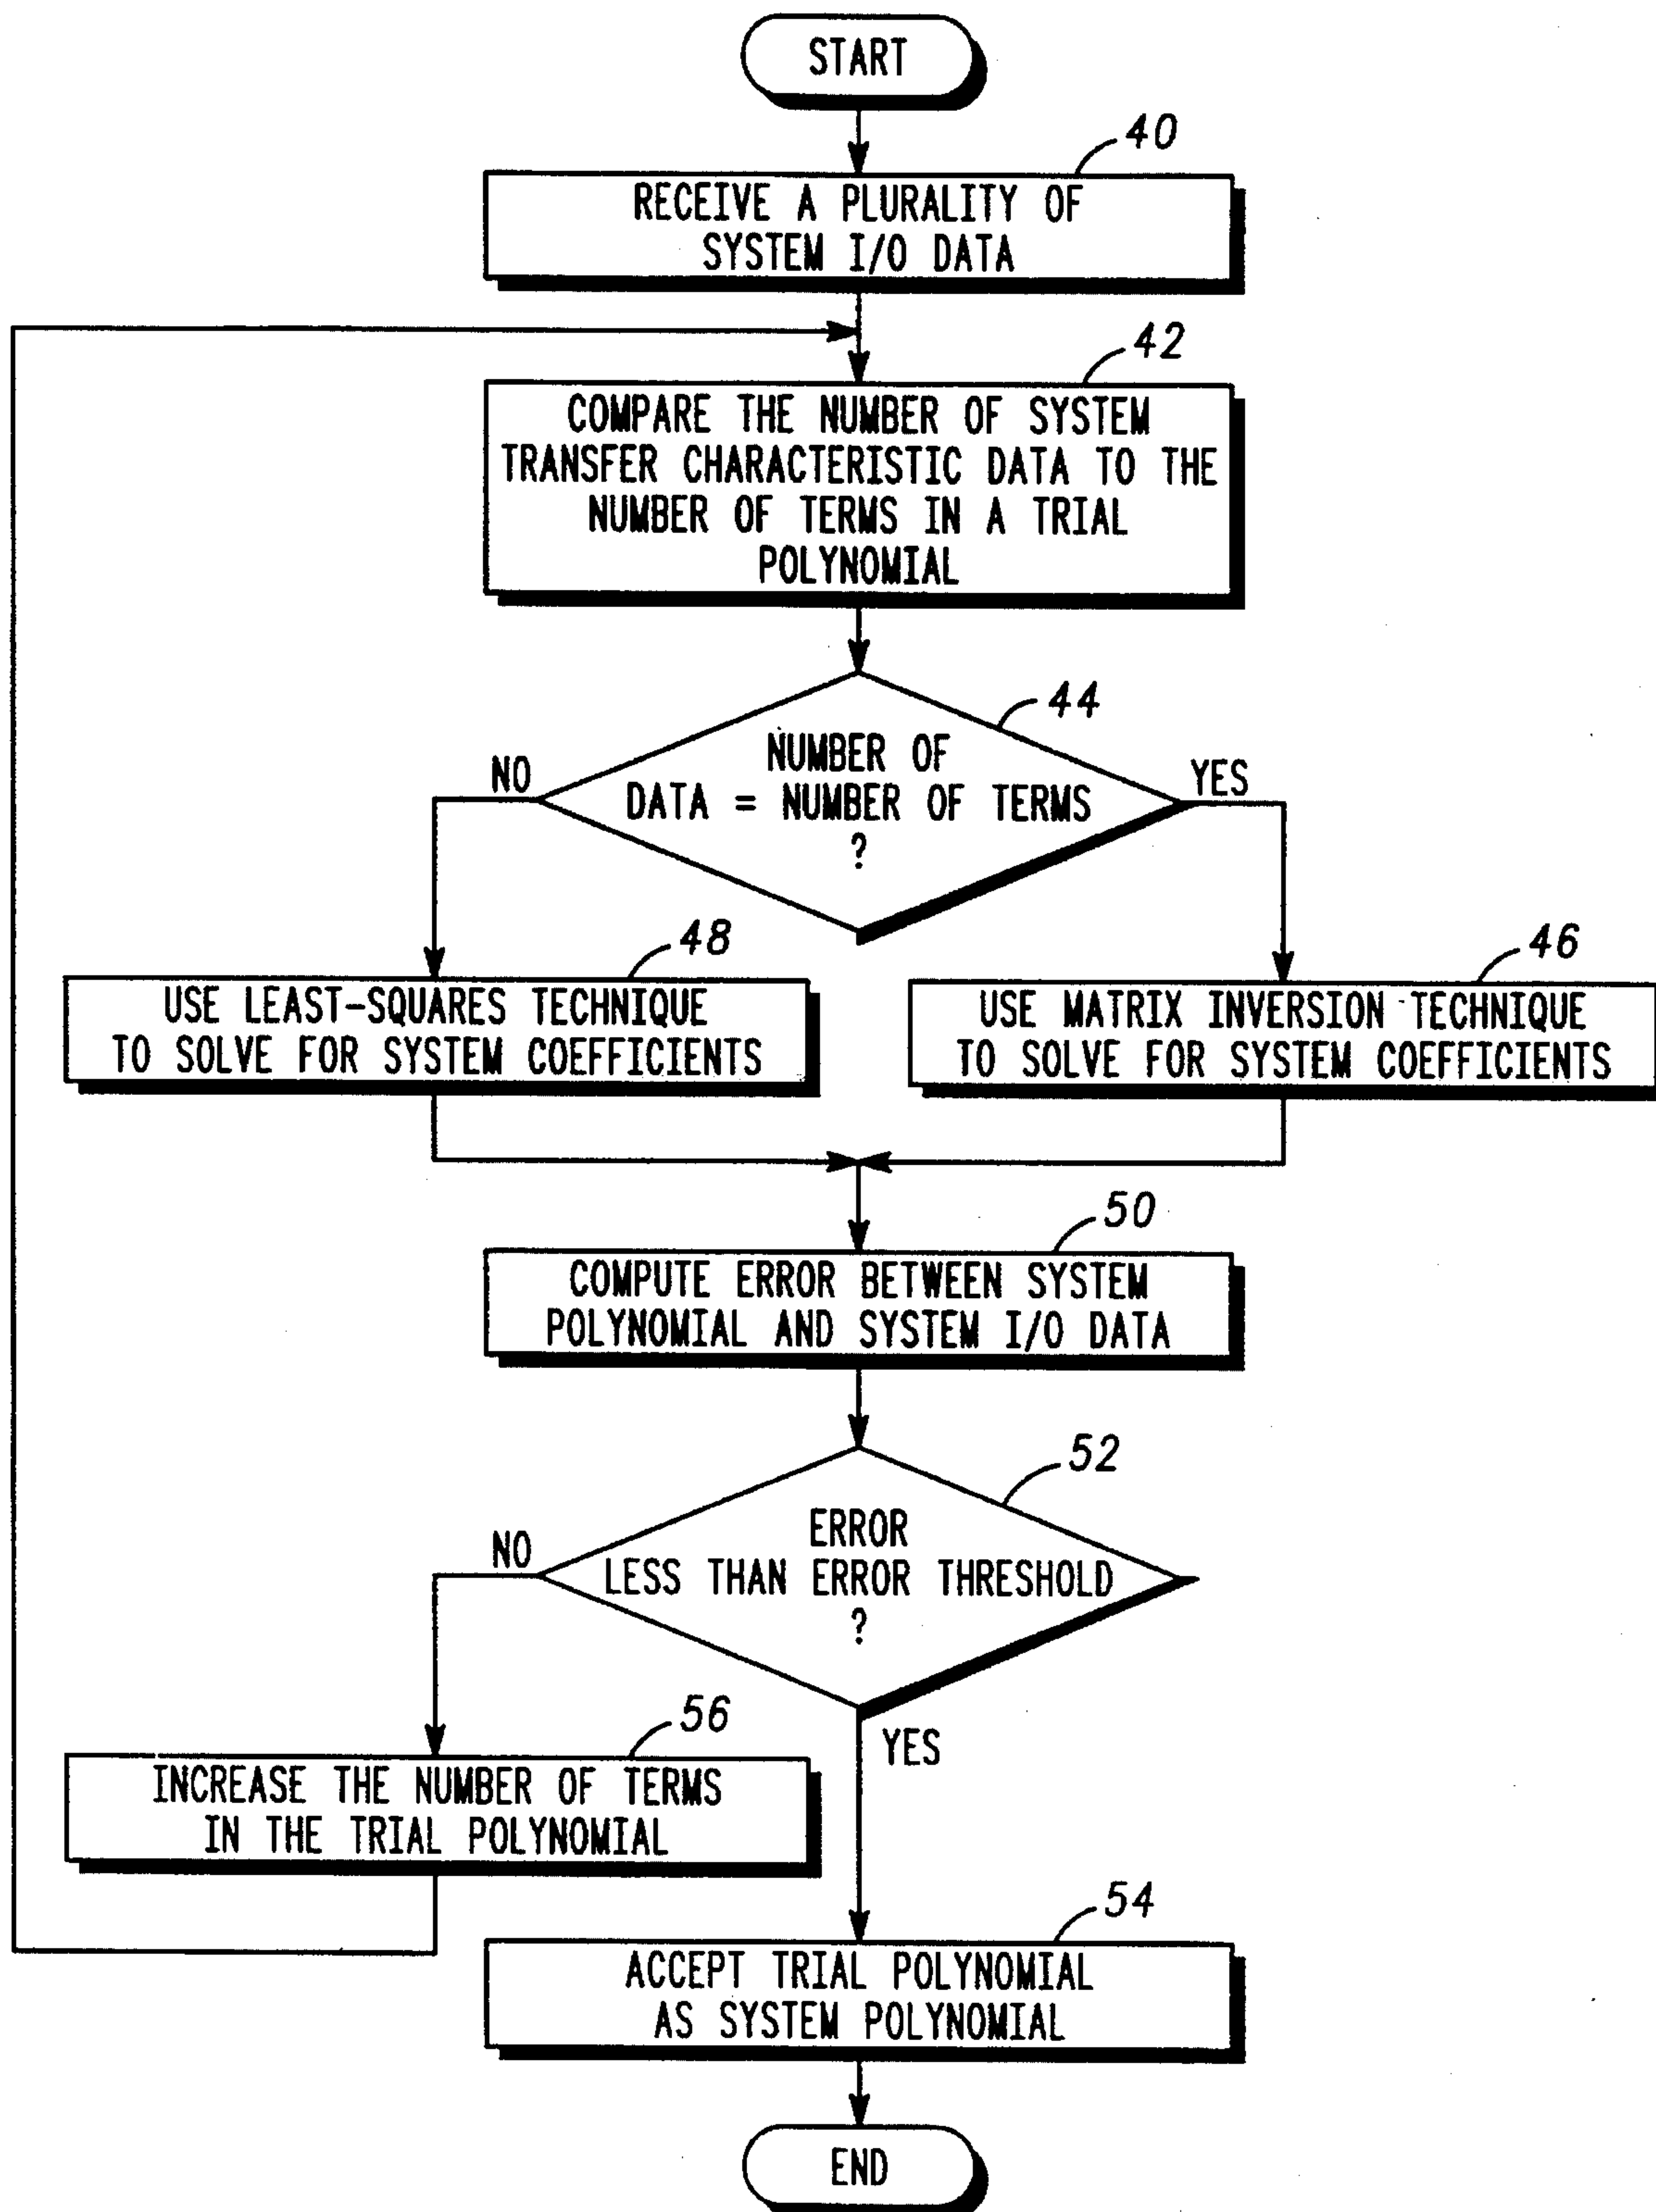 START
40
RECEIVE A PLURALITY OF
SYSTEM I/O DATA
42
COMPARE THE NUMBER OF SYSTEM
TRANSFER CHARACTERISTIC DATA TO THE
NUMBER OF TERMS IN A TRIAL
POLYNOMIAL
44
NUMBER OF
DATA = NUMBER OF TERMS
?
NO
YES
48
USE LEAST-SQUARES TECHNIQUE
TO SOLVE FOR SYSTEM COEFFICIENTS
46
USE MATRIX INVERSION TECHNIQUE
TO SOLVE FOR SYSTEM COEFFICIENTS
50
COMPUTE ERROR BETWEEN SYSTEM
POLYNOMIAL AND SYSTEM I/O DATA
52
ERROR
LESS THAN ERROR THRESHOLD
?
NO
YES
56
INCREASE THE NUMBER OF TERMS
IN THE TRIAL POLYNOMIAL
54
ACCEPT TRIAL POLYNOMIAL
AS SYSTEM POLYNOMIAL
END